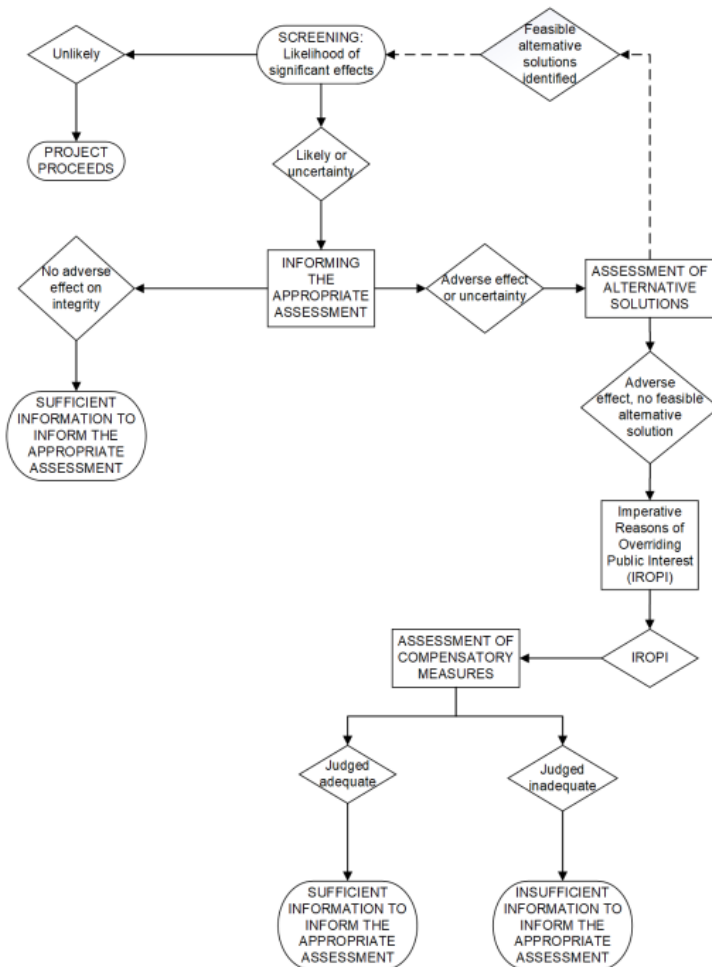 SCREENING:
Likelihood of
significant effects
Feasible
alternative
solutions
identified
Unlikely
PROJECT
PROCEEDS
Likely or
uncertainty
No adverse
effect on
integrity
INFORMING
THE
APPROPRIATE
ASSESSMENT
Adverse effect
or uncertainty
ASSESSMENT OF
ALTERNATIVE
SOLUTIONS
SUFFICIENT
INFORMATION TO
INFORM THE
APPROPRIATE
ASSESSMENT
Adverse
effect, no feasible
alternative
solution
Imperative
Reasons of
Overriding
Public Interest
(IROPI)
ASSESSMENT OF
COMPENSATORY
MEASURES
IROPI
Judged
adequate
Judged
inadequate
SUFFICIENT
INFORMATION TO
INFORM THE
APPROPRIATE
ASSESSMENT
INSUFFICIENT
INFORMATION TO
INFORM THE
APPROPRIATE
ASSESSMENT